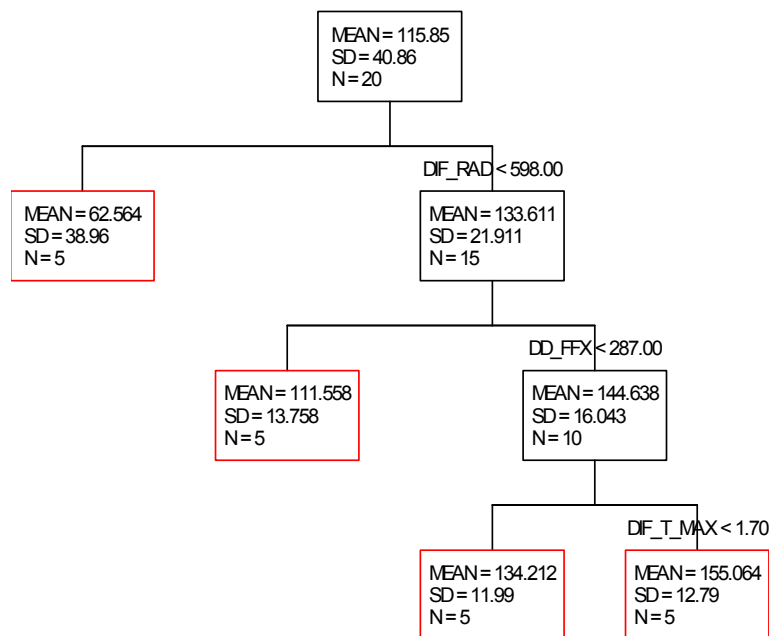 MEAN = 115.85
SD = 40.86
N = 20
DIF_RAD < 598.00
MEAN = 62.564
SD = 38.96
N = 5
MEAN = 133.611
SD = 21.911
N = 15
DD_FFX < 287.00
MEAN = 111.558
SD = 13.758
N = 5
MEAN = 144.638
SD = 16.043
N = 10
DIF_T_MAX < 1.70
MEAN = 134.212
SD = 11.99
N = 5
MEAN = 155.064
SD = 12.79
N = 5